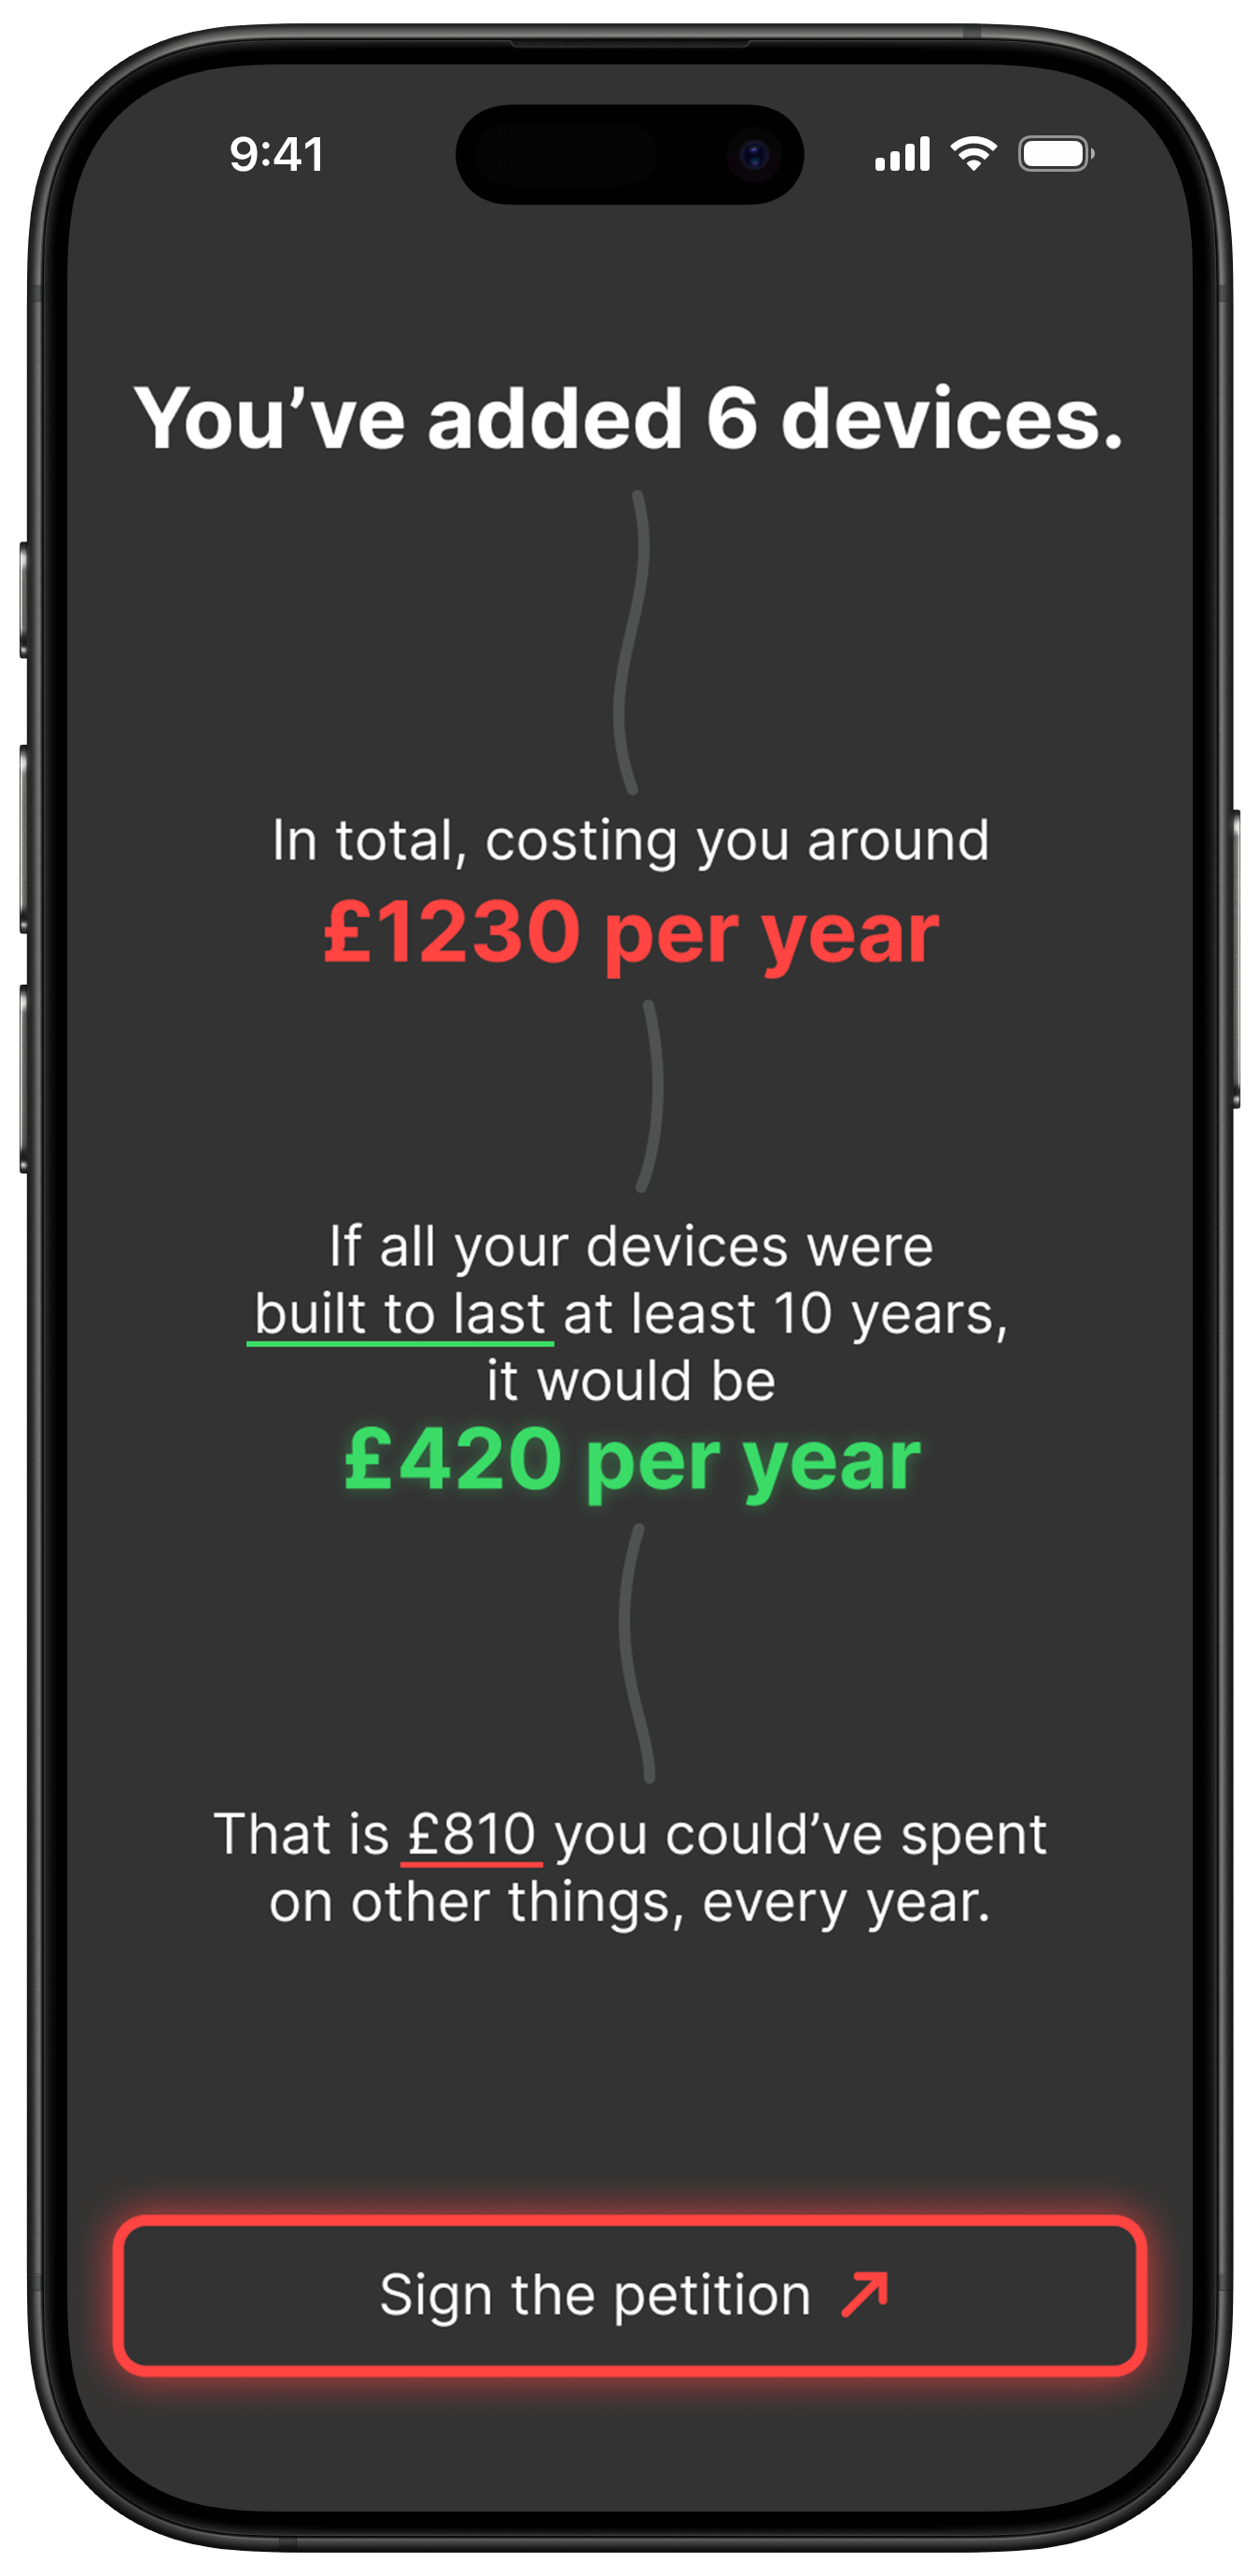 9:41
You’ve added 6 devices.
In total, costing you around
£1230 per year
If all your devices were
built to last at least 10 years,
it would be
£420 per year
That is £810 you could’ve spent
on other things, every year.
Sign the petition